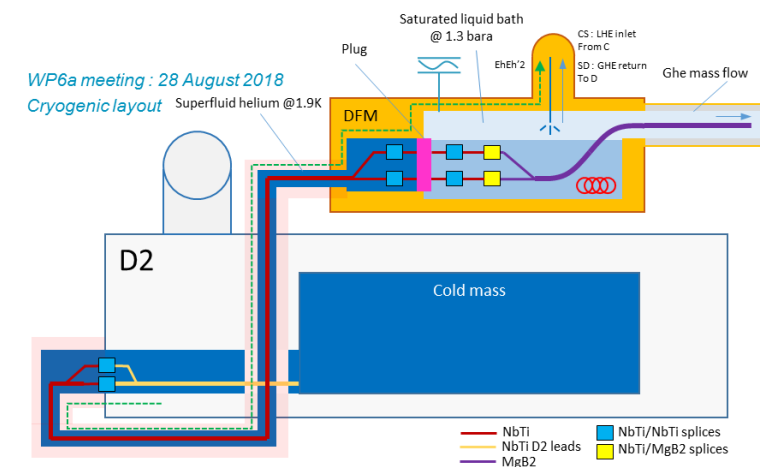 Saturated liquid bath
@ 1.3 bara
CS : LHE inlet
From C
Plug
EhEh'2
SD : GHE return
To D
Ghe mass flow
WP6a meeting : 28 August 2018
Cryogenic layout
Superfluid helium @1.9K
DFM
D2
Cold mass
NbTi
NbTi/NbTi splices
NbTi D2 leads
NbTi/MgB2 splices
MgB2